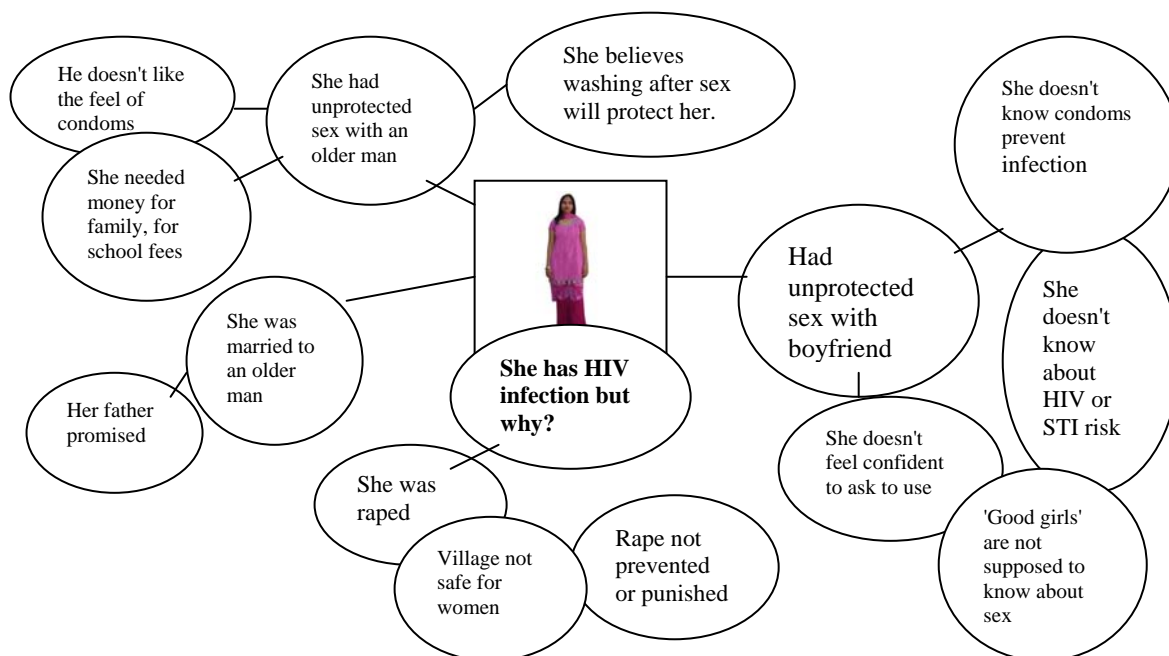 He doesn't like
the feel of
condoms
She had
unprotected
sex with an
older man
She believes
washing after sex
will protect her.
She doesn't
know condoms
prevent
infection
She needed
money for
family, for
school fees
Had
unprotected
sex with
boyfriend
She
doesn't
know
about
HIV or
STI risk
She was
married to
an older
man
Her father
promised
She has HIV
infection but
why?
She doesn't
feel confident
to ask to use
She was
raped
Village not
safe for
women
Rape not
prevented
or punished
'Good girls'
are not
supposed to
know about
sex